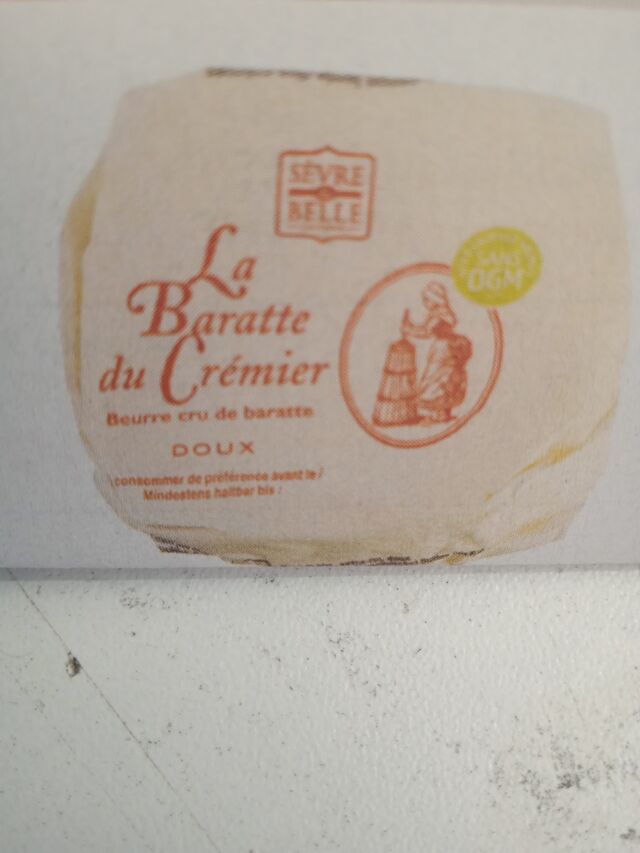 SÈVRE
BELLE
La
Baratte
du Crémier
Beurre cru de baratte
DOUX
consommer de préférence avant le /
Mindestens haltbar bis :
SANS
OGM